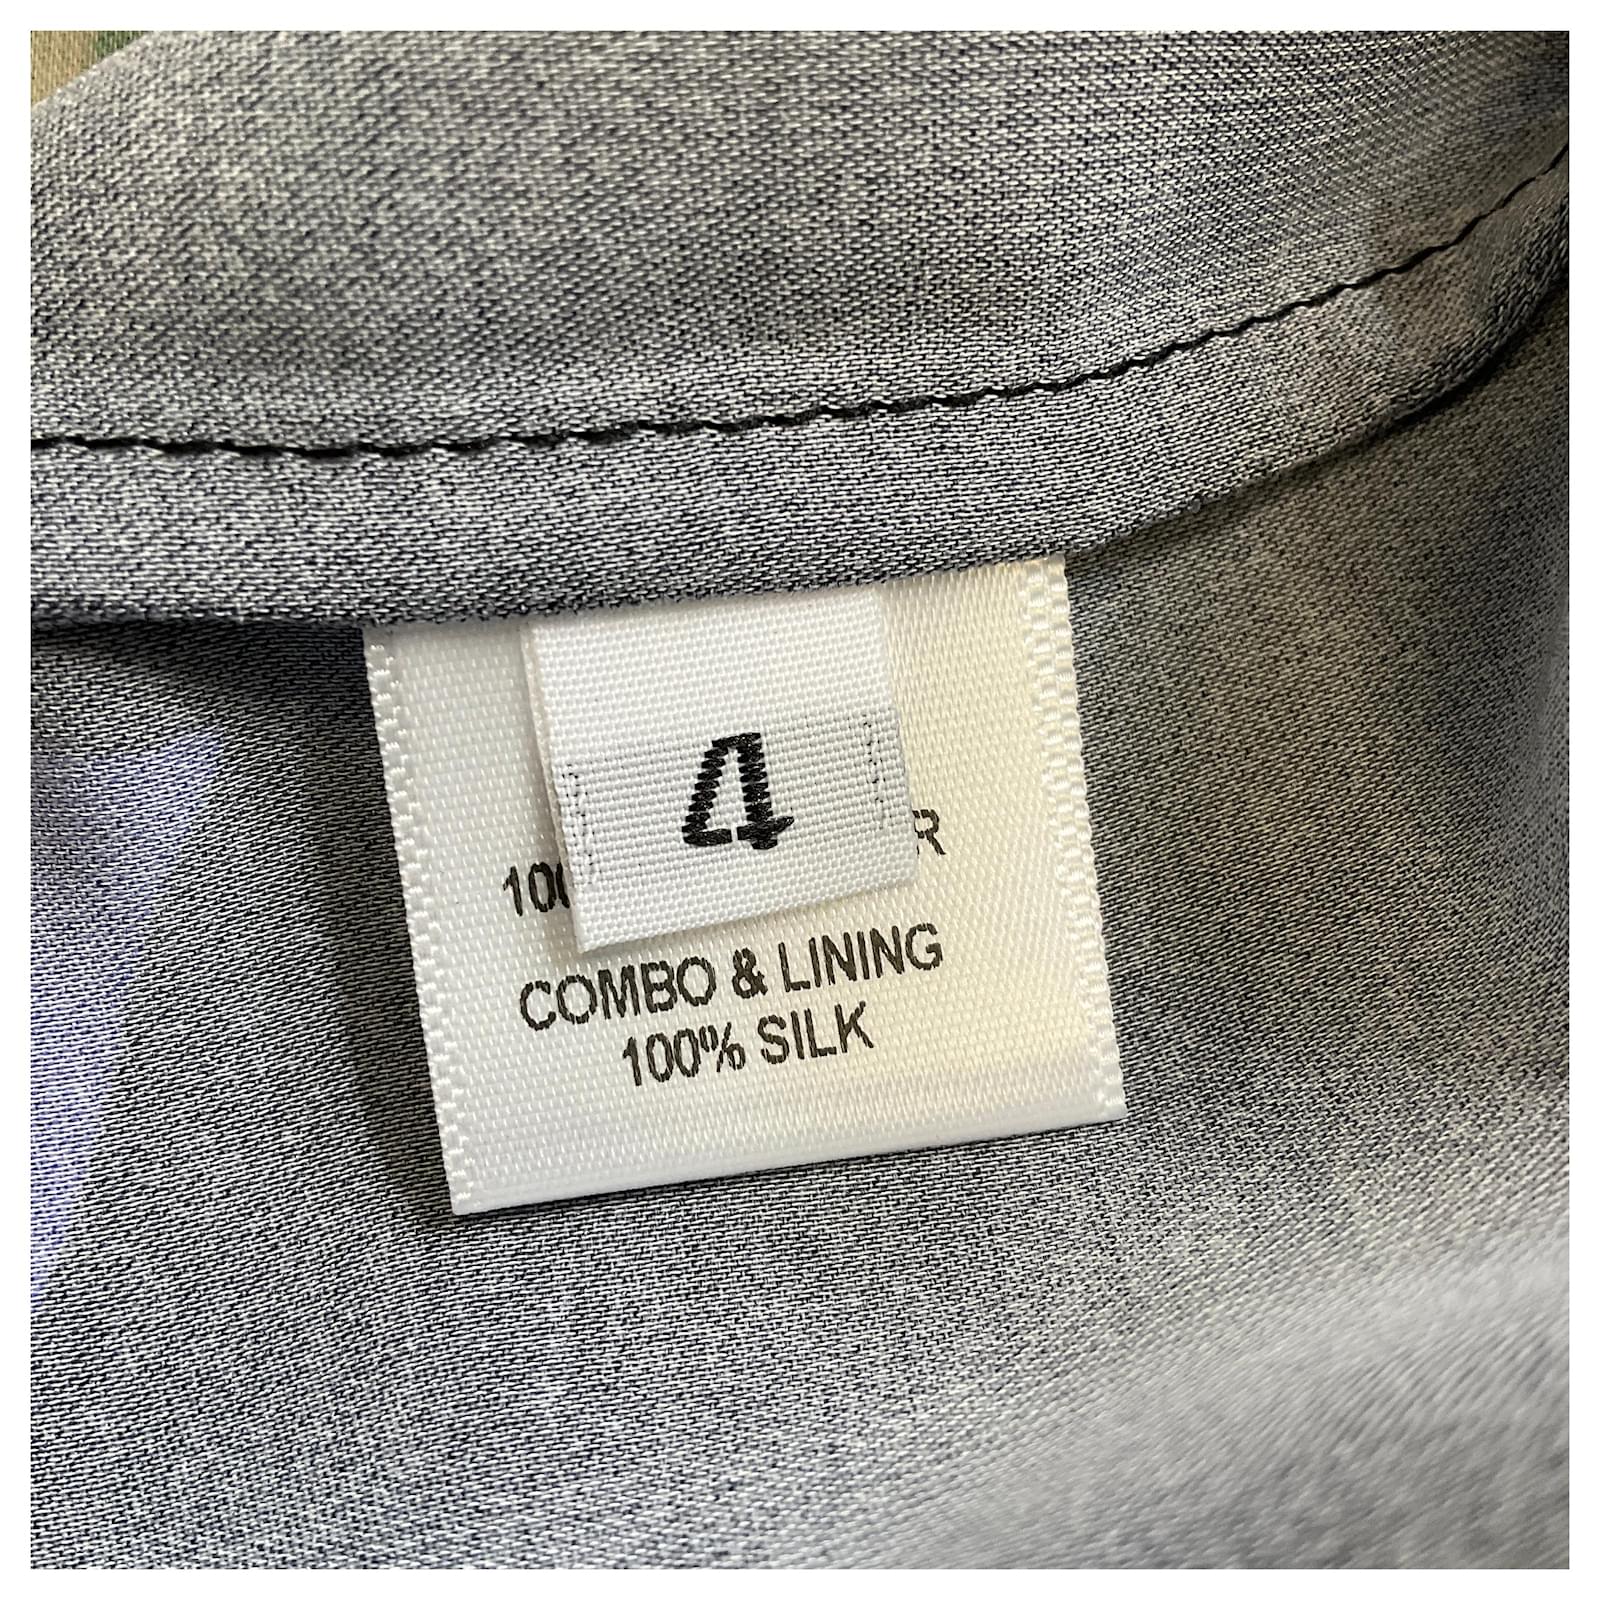 4
COMBO & LINING
100% SILK